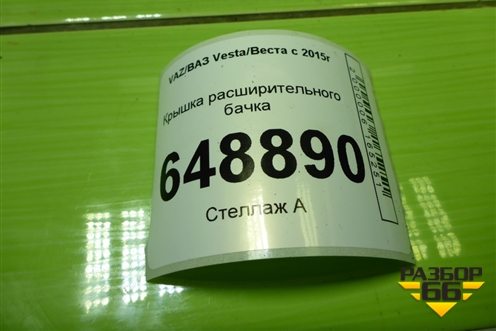 VAZ/ВАЗ Vesta/Веста с 2015г
Крышка расширительного
бачка
648890
Стеллаж А
РАЗБОР
66